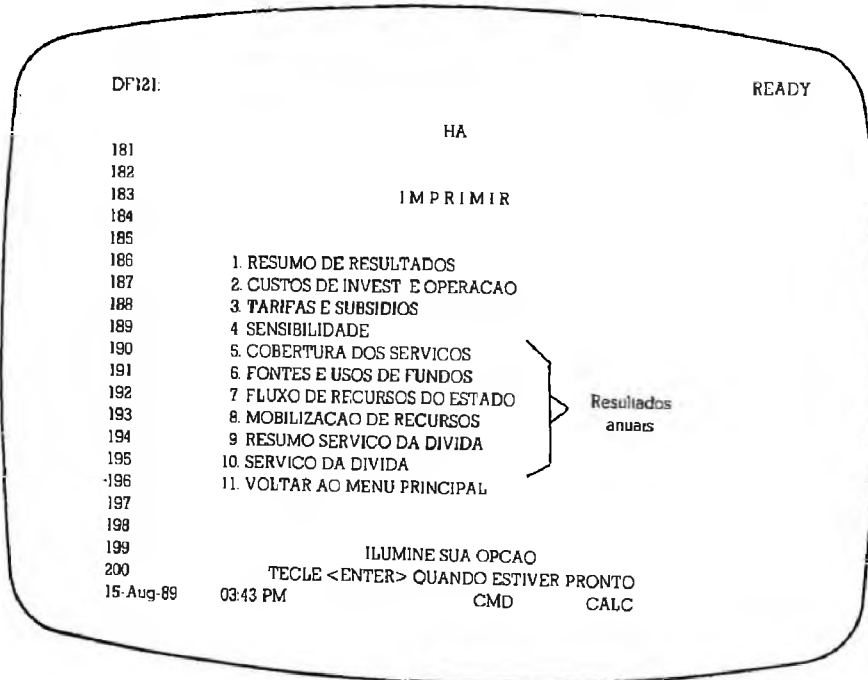 DF121: READY
HA
181
182
183 IMPRIMIR
184
185
186 1. RESUMO DE RESULTADOS
187 2. CUSTOS DE INVEST E OPERACAO
188 3. TARIFAS E SUBSIDIOS
189 4 SENSIBILIDADE
190 5. COBERTURA DOS SERVICOS
191 6. FONTES E USOS DE FUNDOS
192 7 FLUXO DE RECURSOS DO ESTADO Resultados
193 8. MOBILIZACAO DE RECURSOS anuais
194 9 RESUMO SERVICO DA DIVIDA
195 10. SERVICO DA DIVIDA
196 11. VOLTAR AO MENU PRINCIPAL
197
198
199 ILUMINE SUA OPCAO
200 TECLE <ENTER> QUANDO ESTIVER PRONTO
15-Aug-89 03:43 PM CMD CALC